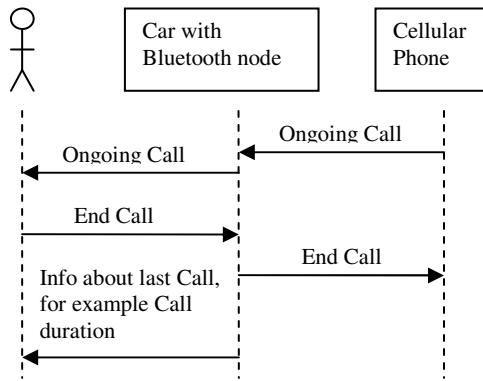 Car with
Bluetooth node
Cellular
Phone
Ongoing Call
Ongoing Call
End Call
End Call
Info about last Call,
for example Call
duration